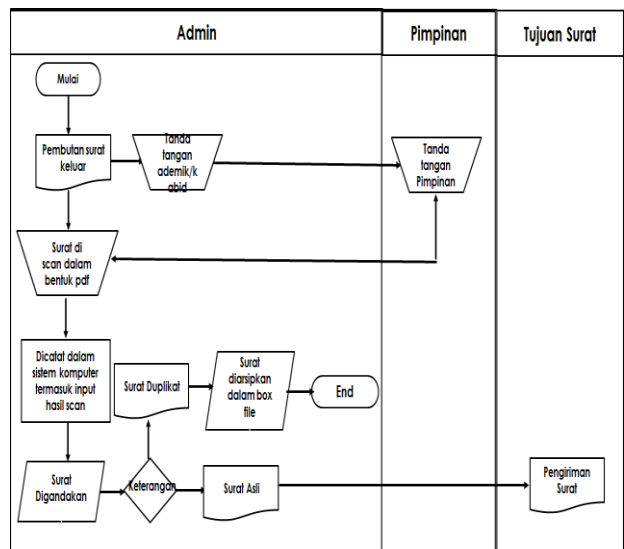 Admin
Pimpinan
Tujuan Surat
Mulai
Pembutan surat
keluar
Tanda
tangan
ademik/k
abid
Tanda
tangan
Pimpinan
Surat di
scan dalam
bentuk pdf
Dicatat dalam
sistem komputer
termasuk input
hasil scan
Surat Duplikat
Surat
diarsipkan
dalam box
file
End
Surat
Digandakan
Keterangan
Surat Asli
Pengiriman
Surat